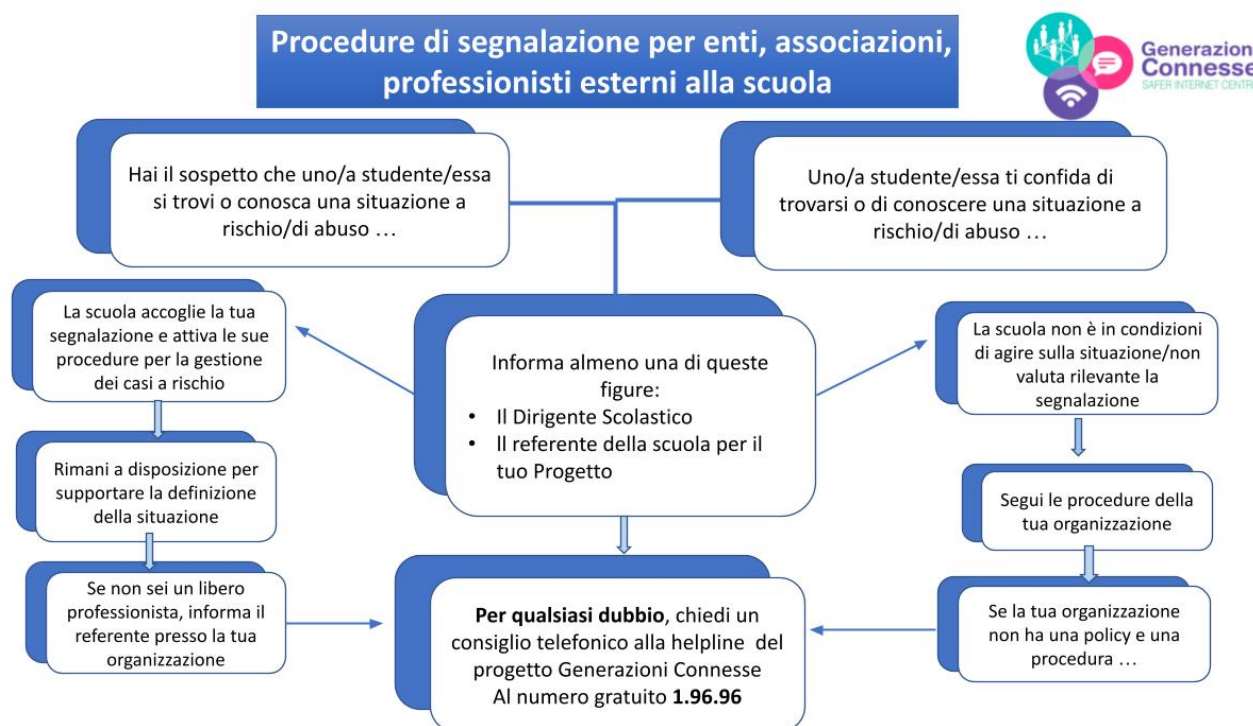 Procedure di segnalazione per enti, associazioni,
professionisti esterni alla scuola
Generazioni
Connesse
SAFER INTERNET CENTRE
Hai il sospetto che uno/a studente/essa
si trovi o conosca una situazione a
rischio/di abuso …
Uno/a studente/essa ti confida di
trovarsi o di conoscere una situazione a
rischio/di abuso …
La scuola accoglie la tua
segnalazione e attiva le sue
procedure per la gestione
dei casi a rischio
Informa almeno una di queste
figure:
• Il Dirigente Scolastico
• Il referente della scuola per il
tuo Progetto
La scuola non è in condizioni
di agire sulla situazione/non
valuta rilevante la
segnalazione
Rimani a disposizione per
supportare la definizione
della situazione
Segui le procedure della
tua organizzazione
Se non sei un libero
professionista, informa il
referente presso la tua
organizzazione
Per qualsiasi dubbio, chiedi un
consiglio telefonico alla helpline del
progetto Generazioni Connesse
Al numero gratuito 1.96.96
Se la tua organizzazione
non ha una policy e una
procedura …